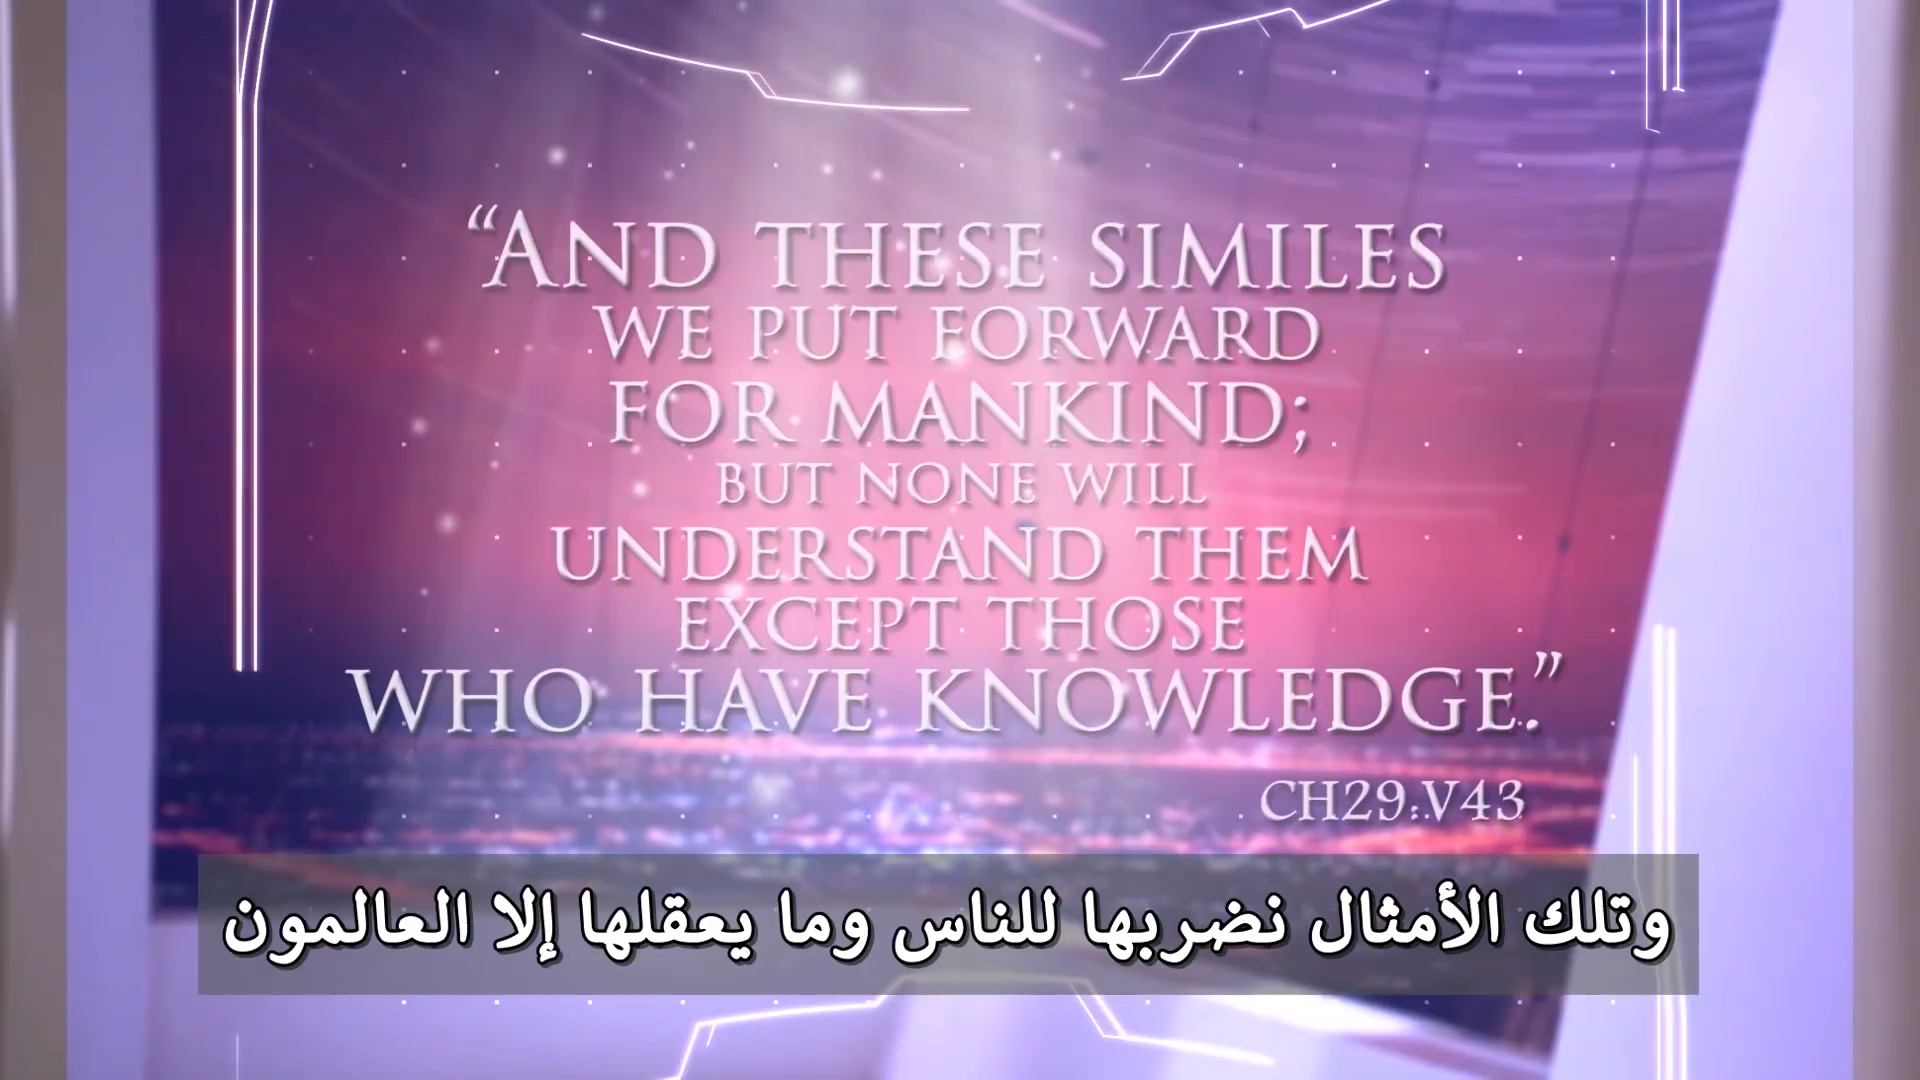 “AND THESE SIMILES
WE PUT FORWARD
FOR MANKIND;
BUT NONE WILL
UNDERSTAND THEM
EXCEPT THOSE
WHO HAVE KNOWLEDGE.”
CH29:V43
وتلك الأمثال نضربها للناس وما يعقلها إلا العالمون